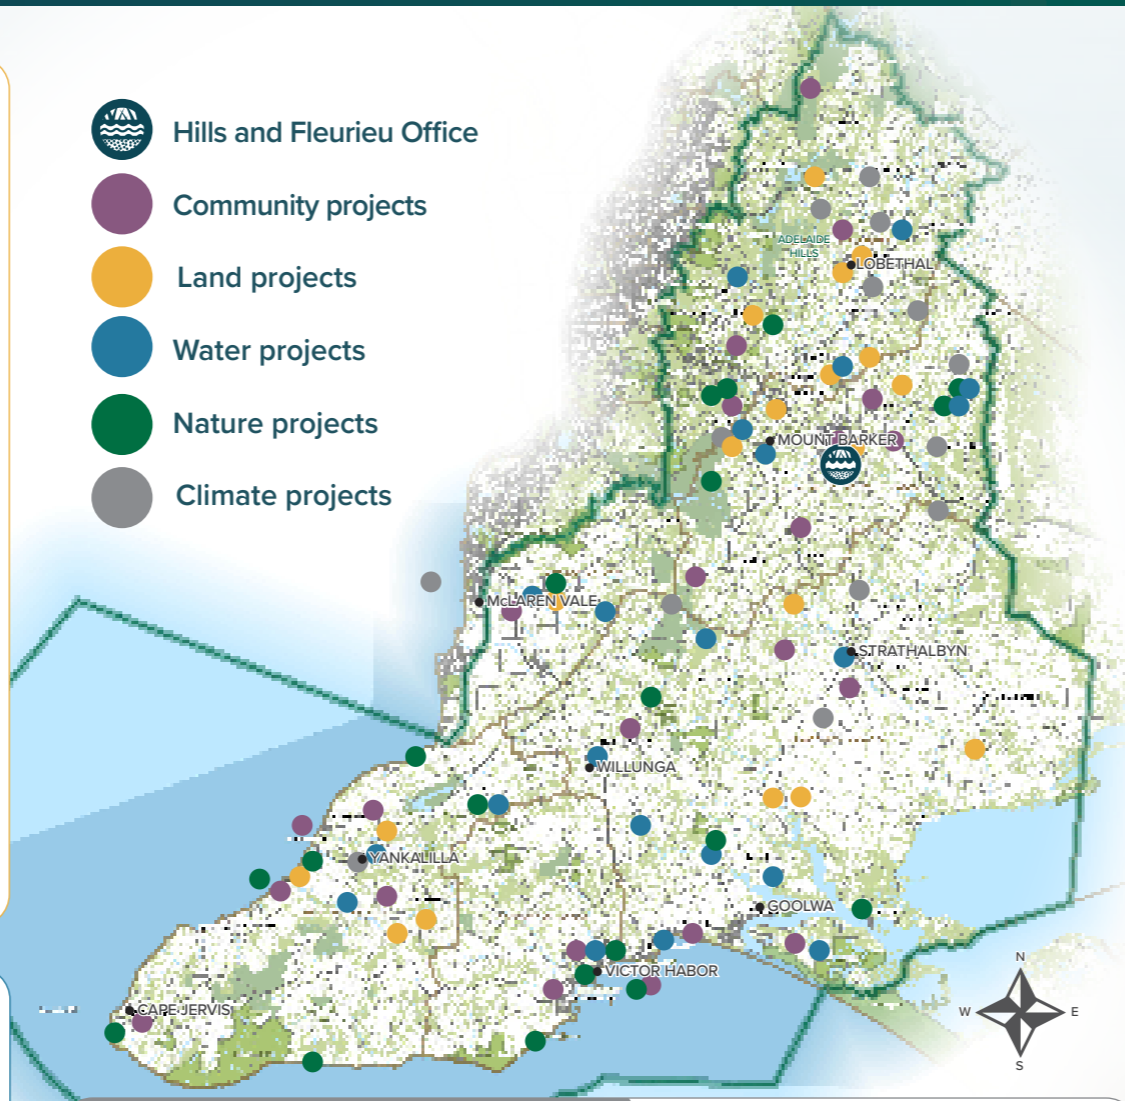 Hills and Fleurieu Office
Community projects
Land projects
Water projects
Nature projects
Climate projects
ADELAIDE
HILLS
LOBETHAL
MOUNT BARKER
McLAREN VALE
STRATHALBYN
WILLUNGA
YANKALILLA
GOOLWA
VICTOR HABOR
CAPE JERVIS
N
W
E
S